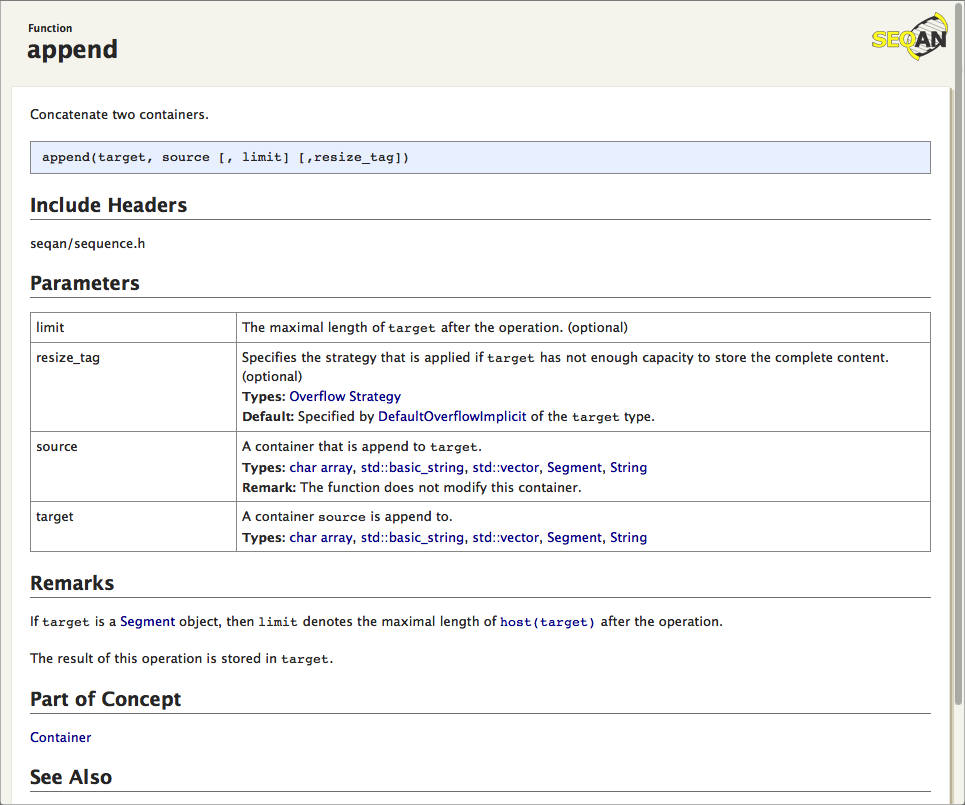 Function
append
SEQAN
Concatenate two containers.
append(target, source [, limit] [,resize_tag])
Include Headers
seqan/sequence.h
Parameters
limit
The maximal length of target after the operation. (optional)
resize_tag
Specifies the strategy that is applied if target has not enough capacity to store the complete content.
(optional)
Types: Overflow Strategy
Default: Specified by DefaultOverflowImplicit of the target type.
source
A container that is append to target.
Types: char array, std::basic_string, std::vector, Segment, String
Remark: The function does not modify this container.
target
A container source is append to.
Types: char array, std::basic_string, std::vector, Segment, String
Remarks
If target is a Segment object, then limit denotes the maximal length of host(target) after the operation.
The result of this operation is stored in target.
Part of Concept
Container
See Also